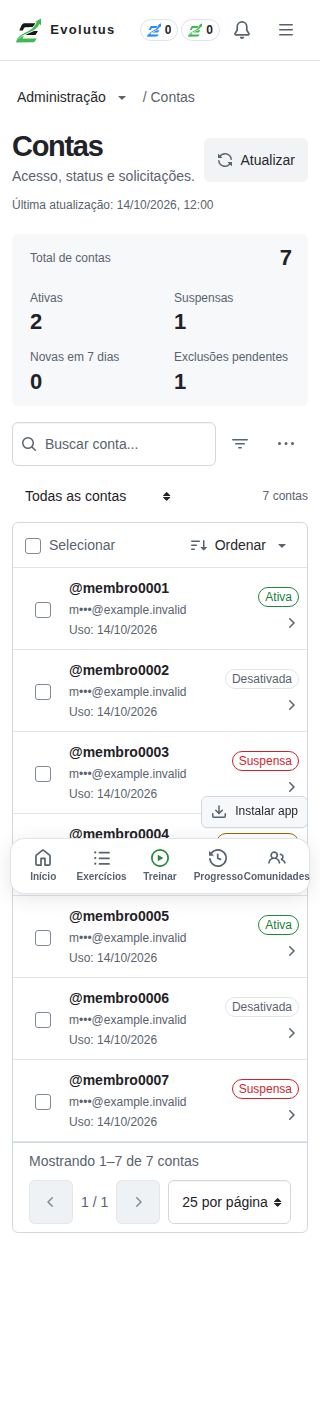 Evolutus 0 0
Administração / Contas
Contas
Acesso, status e solicitações.
Atualizar
Última atualização: 14/10/2026, 12:00
Total de contas 7
Ativas Suspensas
2 1
Novas em 7 dias Exclusões pendentes
0 1
Buscar conta...
Todas as contas 7 contas
Selecionar Ordenar
@membro0001
m•••@example.invalid
Uso: 14/10/2026
Ativa
@membro0002
m•••@example.invalid
Uso: 14/10/2026
Desativada
@membro0003
m•••@example.invalid
Uso: 14/10/2026
Suspensa
Instalar app
@membro0004
Início Exercícios Treinar Progresso Comunidades
@membro0005
m•••@example.invalid
Uso: 14/10/2026
Ativa
@membro0006
m•••@example.invalid
Uso: 14/10/2026
Desativada
@membro0007
m•••@example.invalid
Uso: 14/10/2026
Suspensa
Mostrando 1–7 de 7 contas
1 / 1 25 por página